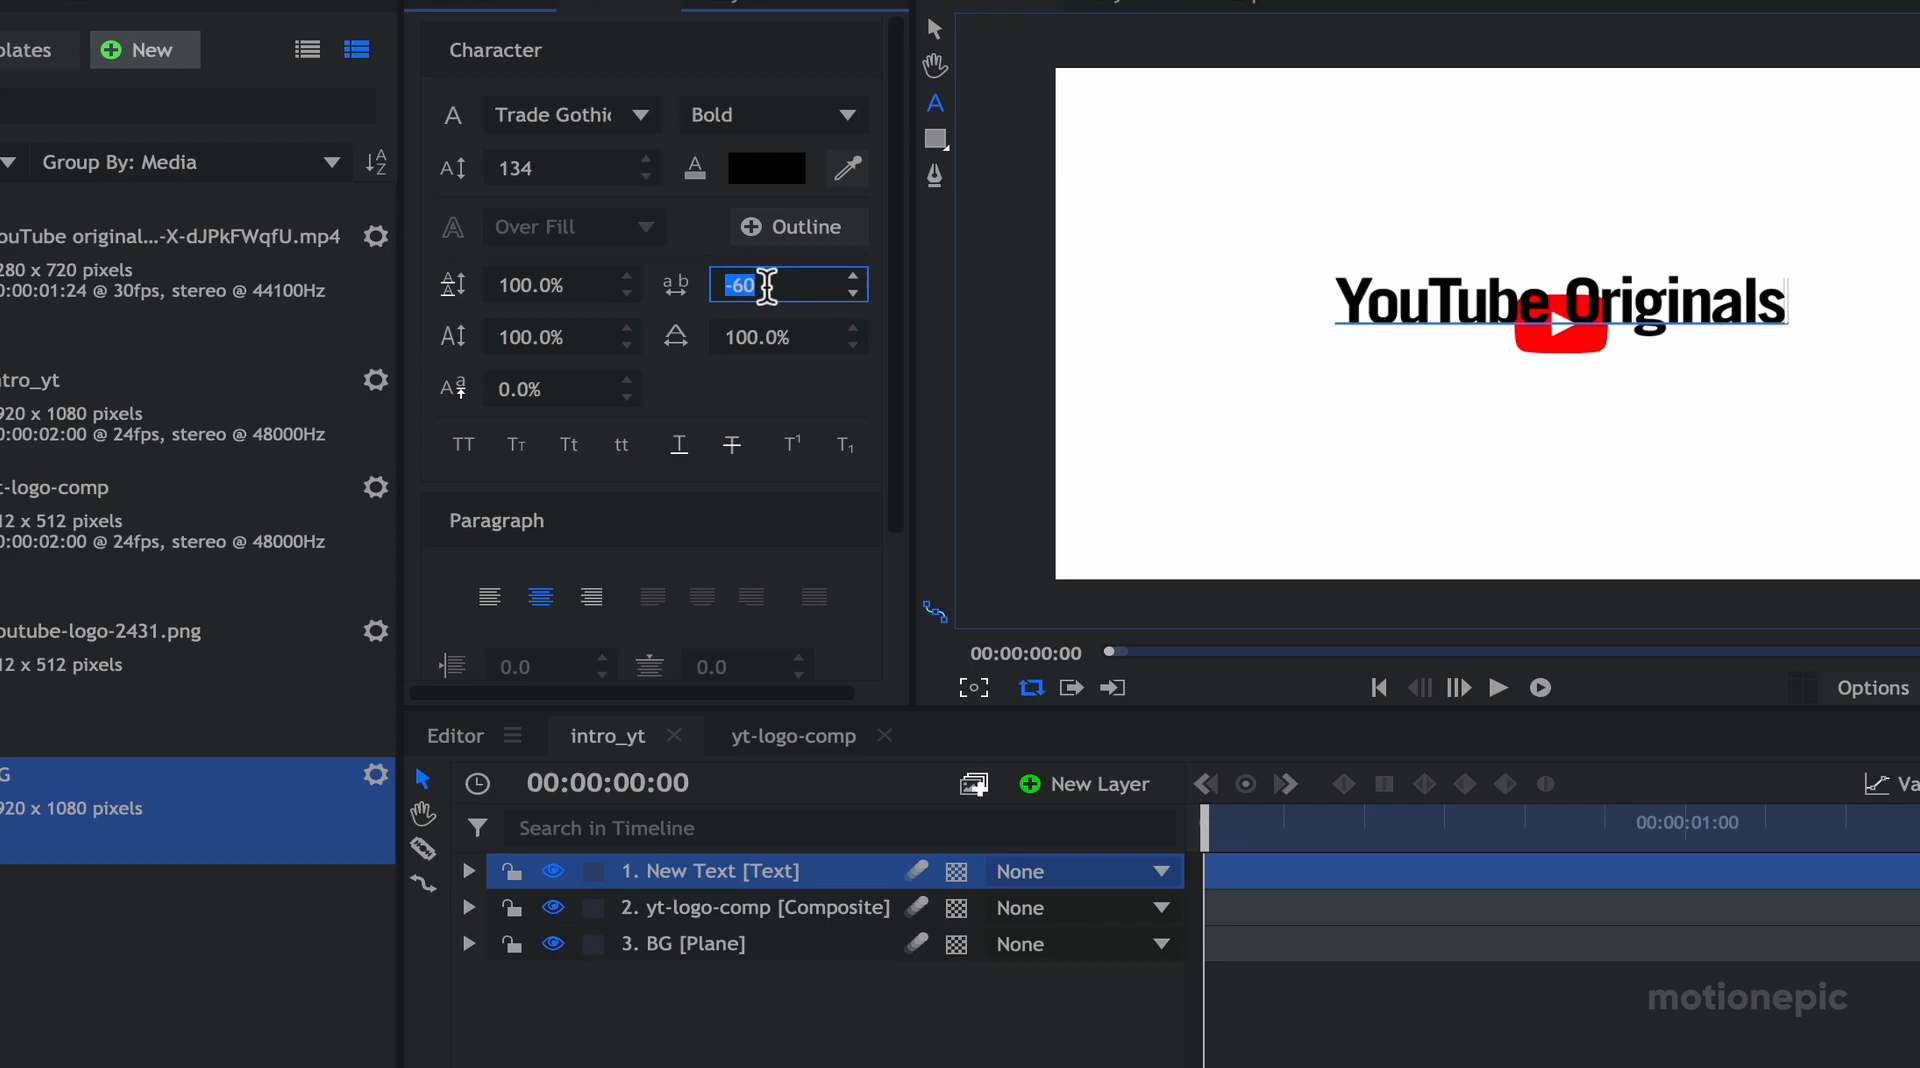 plates
New
Group By: Media
ouTube original...-X-dJPkFWqfU.mp4
280 x 720 pixels
0:00:01:24 @ 30fps, stereo @ 44100Hz
ntro_yt
920 x 1080 pixels
0:00:02:00 @ 24fps, stereo @ 48000Hz
t-logo-comp
12 x 512 pixels
0:00:02:00 @ 24fps, stereo @ 48000Hz
outube-logo-2431.png
12 x 512 pixels
G
920 x 1080 pixels
Character
Trade Gothic
Bold
134
Over Fill
Outline
100.0%
-60
100.0%
100.0%
0.0%
TT TT Tt tt T T T1 T1
Paragraph
0.0
0.0
YouTube Originals
00:00:00:00
Options
Editor
intro_yt
yt-logo-comp
00:00:00:00
New Layer
Va
Search in Timeline
00:00:01:00
1. New Text [Text]
None
2. yt-logo-comp [Composite]
None
3. BG [Plane]
None
motionepic